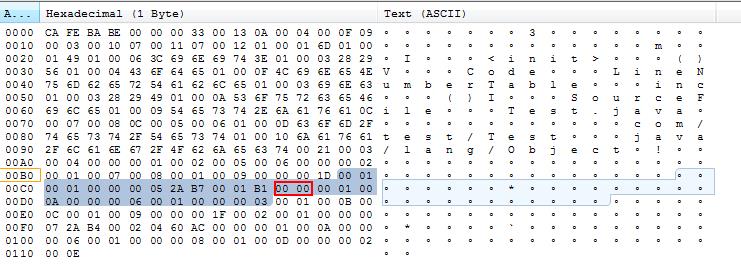 A... Hexadecimal (1 Byte) Text (ASCII)
0000 CA FE BA BE 00 00 00 33 00 13 0A 00 04 00 0F 09 ∘ ∘ ∘ ∘ ∘ ∘ ∘ 3 ∘ ∘ ∘ ∘ ∘ ∘ ∘ ∘
0010 00 03 00 10 07 00 11 07 00 12 01 00 01 6D 01 00 ∘ ∘ ∘ ∘ ∘ ∘ ∘ ∘ ∘ ∘ ∘ ∘ ∘ m ∘ ∘
0020 01 49 01 00 06 3C 69 6E 69 74 3E 01 00 03 28 29 ∘ I ∘ ∘ ∘ < i n i t > ∘ ∘ ∘ ( )
0030 56 01 00 04 43 6F 64 65 01 00 0F 4C 69 6E 65 4E V ∘ ∘ ∘ C o d e ∘ ∘ ∘ L i n e N
0040 75 6D 62 65 72 54 61 62 6C 65 01 00 03 69 6E 63 u m b e r T a b l e ∘ ∘ ∘ i n c
0050 01 00 03 28 29 49 01 00 0A 53 6F 75 72 63 65 46 ∘ ∘ ∘ ( ) I ∘ ∘ ∘ S o u r c e F
0060 69 6C 65 01 00 09 54 65 73 74 2E 6A 61 76 61 0C i l e ∘ ∘ ∘ T e s t . j a v a ∘
0070 00 07 00 08 0C 00 05 00 06 01 00 0D 63 6F 6D 2F ∘ ∘ ∘ ∘ ∘ ∘ ∘ ∘ ∘ ∘ ∘ ∘ c o m /
0080 74 65 73 74 2F 54 65 73 74 01 00 10 6A 61 76 61 t e s t / T e s t ∘ ∘ ∘ j a v a
0090 2F 6C 61 6E 67 2F 4F 62 6A 65 63 74 00 21 00 03 / l a n g / O b j e c t ∘ ! ∘ ∘
00A0 00 04 00 00 00 01 00 02 00 05 00 06 00 00 00 02 ∘ ∘ ∘ ∘ ∘ ∘ ∘ ∘ ∘ ∘ ∘ ∘ ∘ ∘ ∘ ∘
00B0 00 01 00 07 00 08 00 01 00 09 00 00 00 1D 00 01 ∘ ∘ ∘ ∘ ∘ ∘ ∘ ∘ ∘ ∘ ∘ ∘ ∘ ∘ ∘ ∘
00C0 00 01 00 00 00 05 2A B7 00 01 B1 00 00 00 01 00 ∘ ∘ ∘ ∘ ∘ ∘ * ∘ ∘ ∘ ∘ ∘ ∘ ∘ ∘ ∘
00D0 0A 00 00 00 06 00 01 00 00 00 03 00 01 00 0B 00 ∘ ∘ ∘ ∘ ∘ ∘ ∘ ∘ ∘ ∘ ∘ ∘ ∘ ∘ ∘ ∘
00E0 0C 00 01 00 09 00 00 00 1F 00 02 00 01 00 00 00 ∘ ∘ ∘ ∘ ∘ ∘ ∘ ∘ ∘ ∘ ∘ ∘ ∘ ∘ ∘ ∘
00F0 07 2A B4 00 02 04 60 AC 00 00 00 01 00 0A 00 00 ∘ * ∘ ∘ ∘ ∘ ` ∘ ∘ ∘ ∘ ∘ ∘ ∘ ∘ ∘
0100 00 06 00 01 00 00 00 08 00 01 00 0D 00 00 00 02 ∘ ∘ ∘ ∘ ∘ ∘ ∘ ∘ ∘ ∘ ∘ ∘ ∘ ∘ ∘ ∘
0110 00 0E ∘ ∘